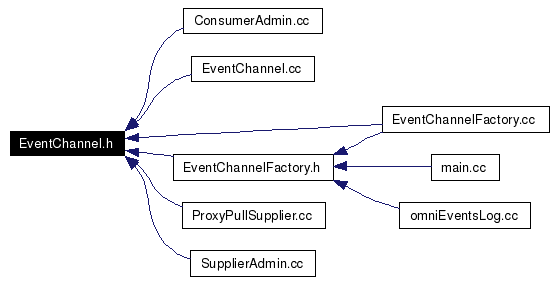 ConsumerAdmin.cc
EventChannel.cc
EventChannelFactory.cc
EventChannel.h
EventChannelFactory.h
main.cc
ProxyPullSupplier.cc
omniEventsLog.cc
SupplierAdmin.cc